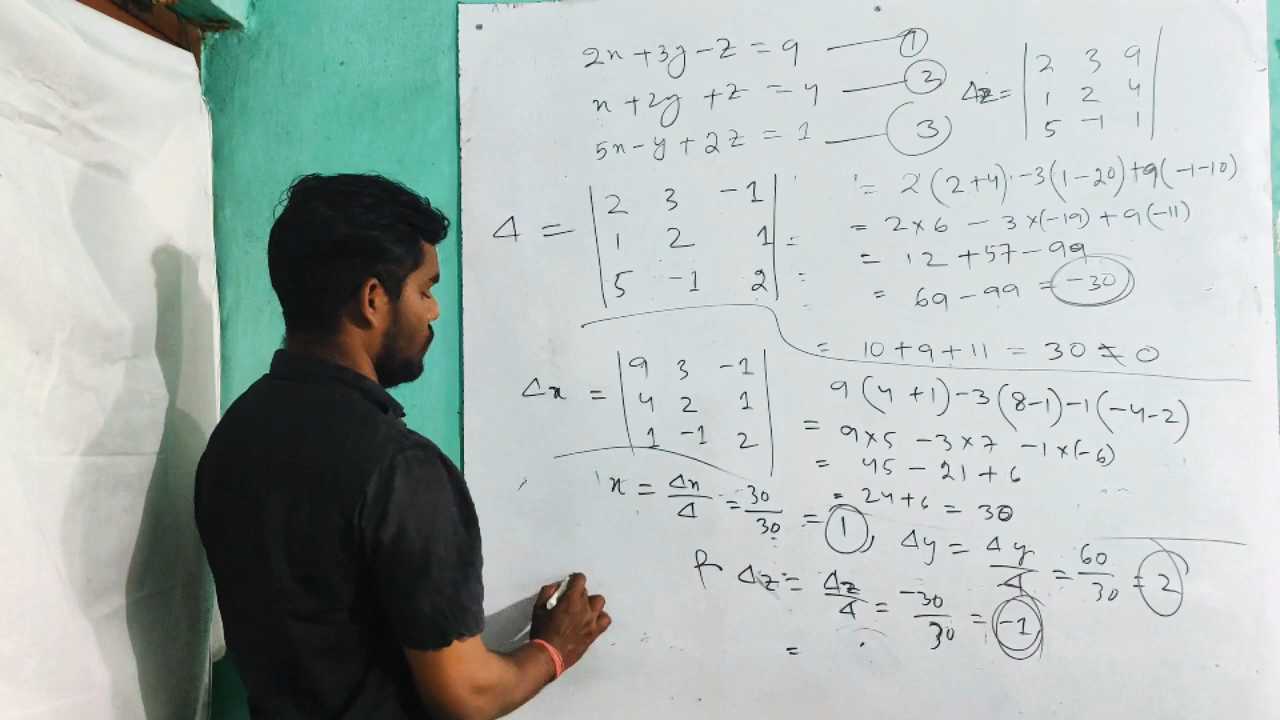 2x+3y-z = 9 — ①
x+2y+z = 4 — ②
5x-y+2z = 1 — ③
Δ = | 2 3 -1 |
| 1 2 1 | =
| 5 -1 2 | =
Δz = | 2 3 9 |
| 1 2 4 |
| 5 -1 1 |
= 2(2+4)-3(1-20)+9(-1-10)
= 2×6 - 3×(-19) + 9(-11)
= 12+57-99
= 69-99 = -30
= 10+9+11 = 30 ≠ 0
Δx = | 9 3 -1 |
| 4 2 1 |
| 1 -1 2 |
9(4+1)-3(8-1)-1(-4-2)
= 9×5 -3×7 -1×(-6)
= 45-21+6
= 24+6 = 30
x = Δx/Δ = 30/30 = 1, Δy = Δy/Δ = 60/30 = 2
Δz = Δz/Δ = -30/30 = -1
=